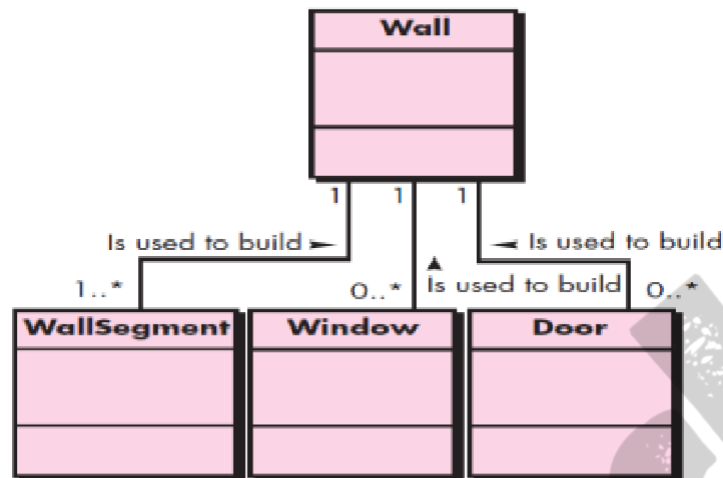 Wall
1 1 1
Is used to build
Is used to build
Is used to build
1..* 0..* 0..*
WallSegment Window Door